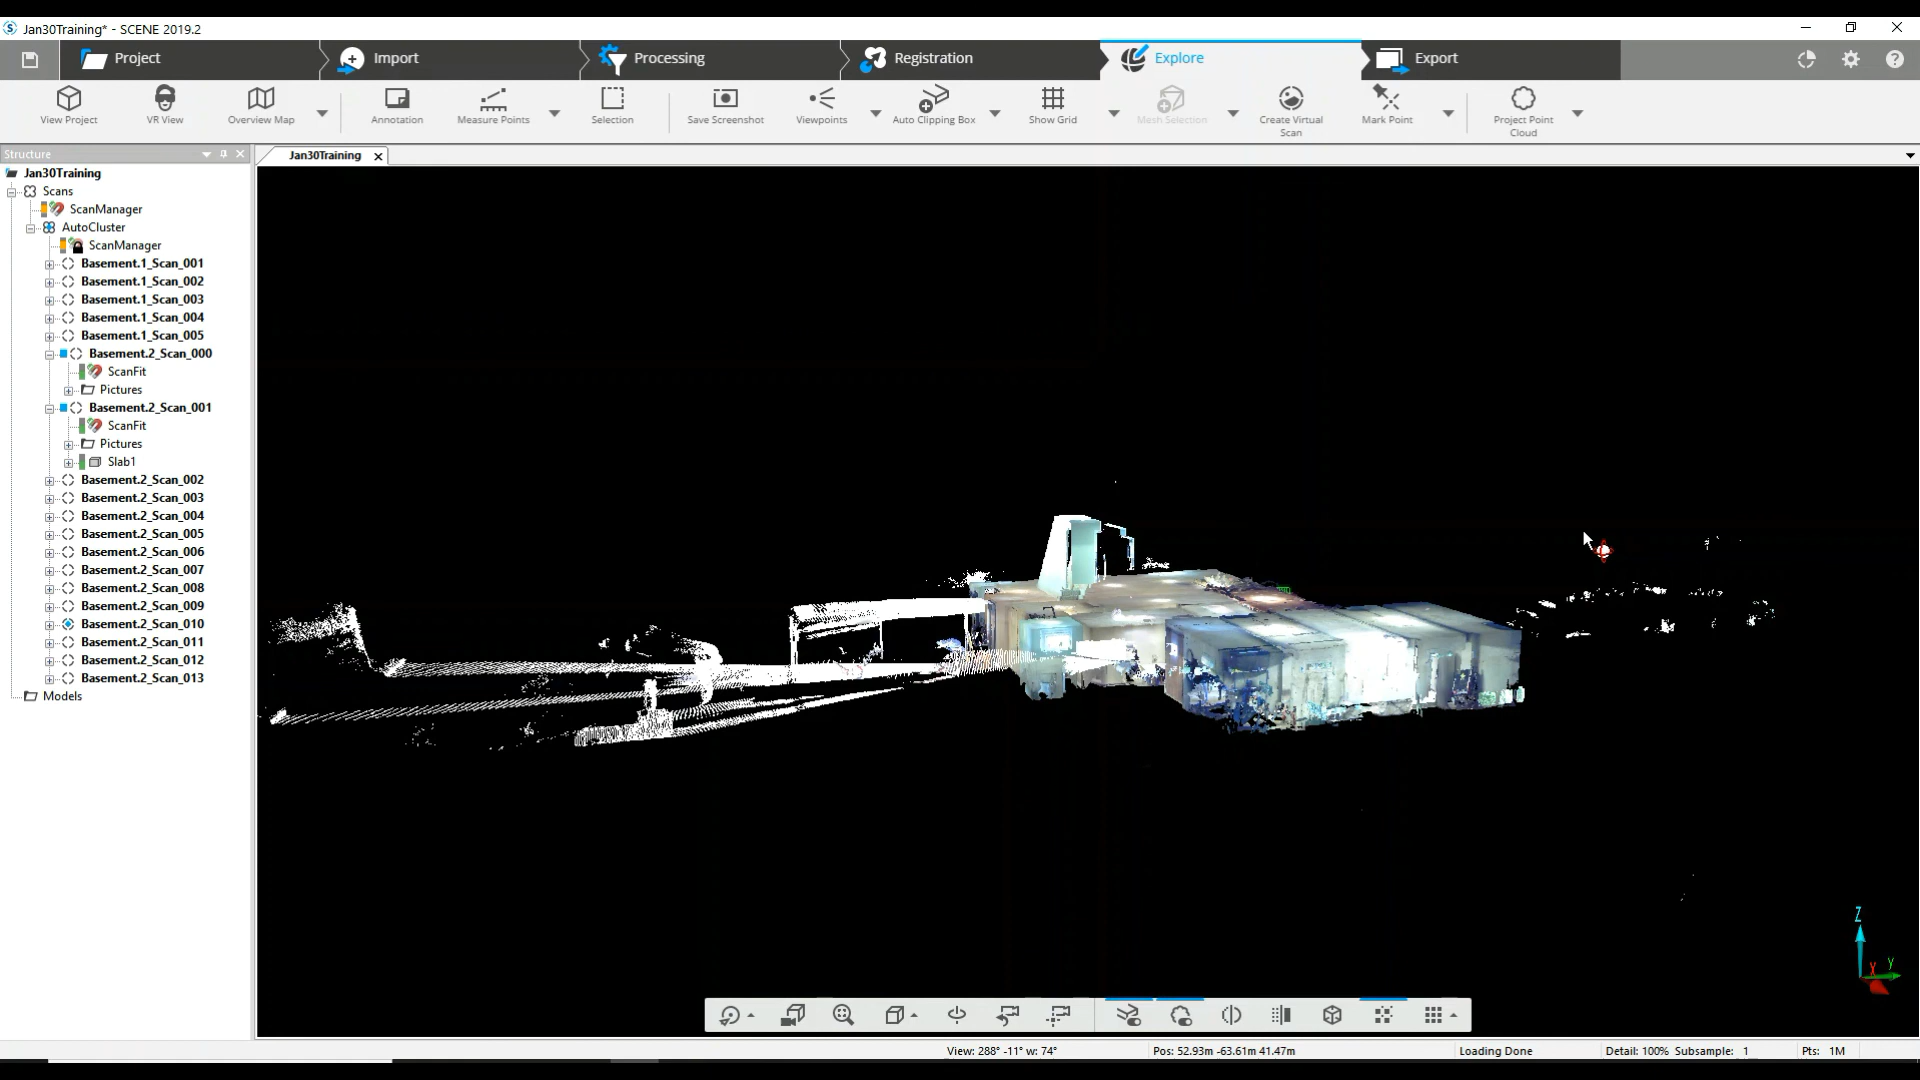 Jan30Training* - SCENE 2019.2
Project
Import
Processing
Registration
Explore
Export
View Project
VR View
Overview Map
Annotation
Measure Points
Selection
Save Screenshot
Viewpoints
Auto Clipping Box
Show Grid
Mesh Selection
Create Virtual Scan
Mark Point
Project Point Cloud
Structure
Jan30Training
Jan30Training
Scans
ScanManager
AutoCluster
ScanManager
Basement.1_Scan_001
Basement.1_Scan_002
Basement.1_Scan_003
Basement.1_Scan_004
Basement.1_Scan_005
Basement.2_Scan_000
ScanFit
Pictures
Basement.2_Scan_001
ScanFit
Pictures
Slab1
Basement.2_Scan_002
Basement.2_Scan_003
Basement.2_Scan_004
Basement.2_Scan_005
Basement.2_Scan_006
Basement.2_Scan_007
Basement.2_Scan_008
Basement.2_Scan_009
Basement.2_Scan_010
Basement.2_Scan_011
Basement.2_Scan_012
Basement.2_Scan_013
Models
Z
X y
View: 288° -11° w: 74° Pos: 52.93m -63.61m 41.47m Loading Done Detail: 100% Subsample: 1 Pts: 1M